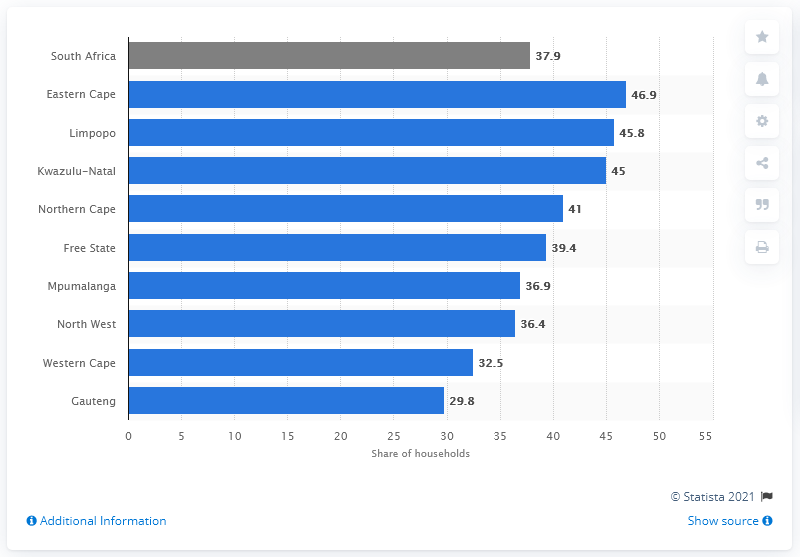 South Africa 37.9
Eastern Cape 46.9
Limpopo 45.8
Kwazulu-Natal 45
Northern Cape 41
Free State 39.4
Mpumalanga 36.9
North West 36.4
Western Cape 32.5
Gauteng 29.8
0 5 10 15 20 25 30 35 40 45 50 55
Share of households
© Statista 2021
Additional Information
Show source